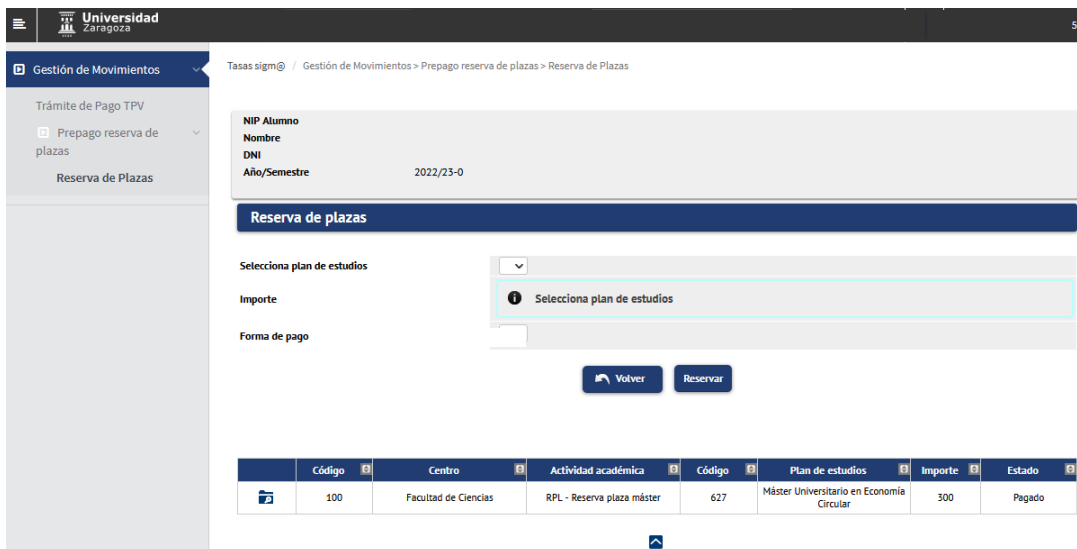 Universidad
Zaragoza
5
Gestión de Movimientos
Trámite de Pago TPV
Prepago reserva de
plazas
Reserva de Plazas
Tasas sigm@ / Gestión de Movimientos > Prepago reserva de plazas > Reserva de Plazas
NIP Alumno
Nombre
DNI
Año/Semestre 2022/23-0
Reserva de plazas
Selecciona plan de estudios
Importe Selecciona plan de estudios
Forma de pago
Volver Reservar
Código Centro Actividad académica Código Plan de estudios Importe Estado
100 Facultad de Ciencias RPL - Reserva plaza máster 627 Máster Universitario en Economía 300 Pagado
Circular